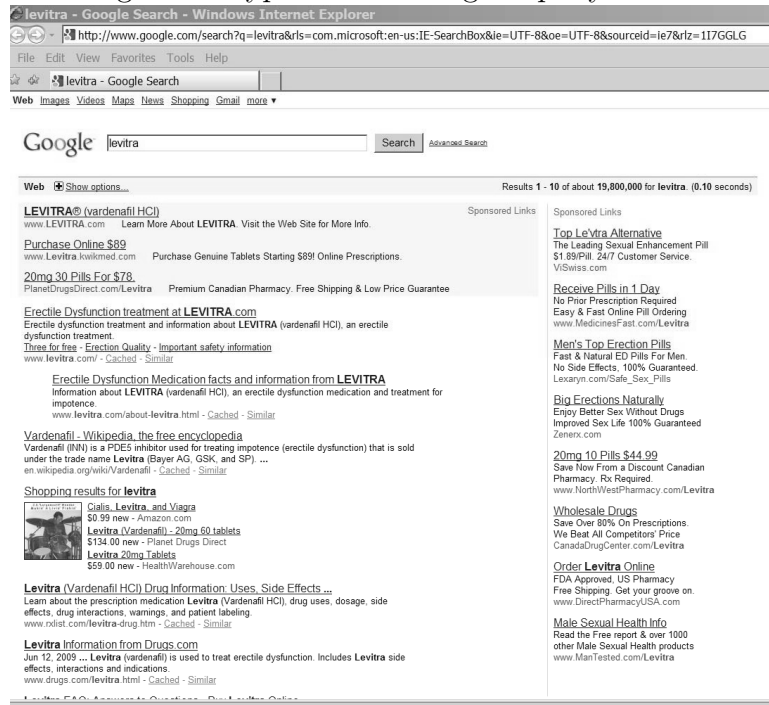 levitra - Google Search - Windows Internet Explorer
http://www.google.com/search?q=levitra&rls=com.microsoft:en-us:IE-SearchBox&ie=UTF-8&oe=UTF-8&sourceid=ie7&rlz=1I7GGLG
File Edit View Favorites Tools Help
levitra - Google Search
Web Images Videos Maps News Shopping Gmail more ▼
Google levitra Search Advanced Search
Web Show options... Results 1 - 10 of about 19,800,000 for levitra. (0.10 seconds)
LEVITRA® (vardenafil HCl) Sponsored Links
www.LEVITRA.com Learn More About LEVITRA. Visit the Web Site for More Info.
Purchase Online $89
www.Levitra.kwikmed.com Purchase Genuine Tablets Starting $89! Online Prescriptions.
20mg 30 Pills For $78.
PlanetDrugsDirect.com/Levitra Premium Canadian Pharmacy. Free Shipping & Low Price Guarantee
Erectile Dysfunction treatment at LEVITRA.com
Erectile dysfunction treatment and information about LEVITRA (vardenafil HCl), an erectile
dysfunction treatment.
Three for free - Erection Quality - Important safety information
www.levitra.com/ - Cached - Similar
Erectile Dysfunction Medication facts and information from LEVITRA
Information about LEVITRA (vardenafil HCl), an erectile dysfunction medication and treatment for
impotence.
www.levitra.com/about-levitra.html - Cached - Similar
Vardenafil - Wikipedia, the free encyclopedia
Vardenafil (INN) is a PDE5 inhibitor used for treating impotence (erectile dysfunction) that is sold
under the trade name Levitra (Bayer AG, GSK, and SP). ...
en.wikipedia.org/wiki/Vardenafil - Cached - Similar
Shopping results for levitra
Cialis, Levitra, and Viagra
$0.99 new - Amazon.com
Levitra (Vardenafil) - 20mg 60 tablets
$134.00 new - Planet Drugs Direct
Levitra 20mg Tablets
$59.00 new - HealthWarehouse.com
Levitra (Vardenafil HCl) Drug Information: Uses, Side Effects ...
Learn about the prescription medication Levitra (Vardenafil HCl), drug uses, dosage, side
effects, drug interactions, warnings, and patient labeling.
www.rxlist.com/levitra-drug.htm - Cached - Similar
Levitra Information from Drugs.com
Jun 12, 2009 ... Levitra (vardenafil) is used to treat erectile dysfunction. Includes Levitra side
effects, interactions and indications.
www.drugs.com/levitra.html - Cached - Similar
Sponsored Links
Top Le'vtra Alternative
The Leading Sexual Enhancement Pill
$1.89/Pill. 24/7 Customer Service.
ViSwiss.com
Receive Pills in 1 Day
No Prior Prescription Required
Easy & Fast Online Pill Ordering
www.MedicinesFast.com/Levitra
Men's Top Erection Pills
Fast & Natural ED Pills For Men.
No Side Effects, 100% Guaranteed.
Lexaryn.com/Safe_Sex_Pills
Big Erections Naturally
Enjoy Better Sex Without Drugs
Improved Sex Life 100% Guaranteed
Zenerx.com
20mg 10 Pills $44.99
Save Now From a Discount Canadian
Pharmacy. Rx Required.
www.NorthWestPharmacy.com/Levitra
Wholesale Drugs
Save Over 80% On Prescriptions.
We Beat All Competitors' Price
CanadaDrugCenter.com/Levitra
Order Levitra Online
FDA Approved, US Pharmacy
Free Shipping. Get your groove on.
www.DirectPharmacyUSA.com
Male Sexual Health Info
Read the Free report & over 1000
other Male Sexual Health products
www.ManTested.com/Levitra